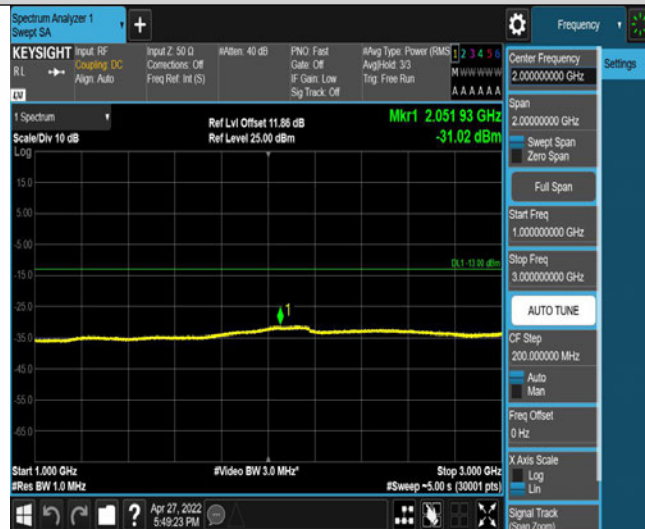 Spectrum Analyzer 1
Swept SA
+
Frequency
KEYSIGHT
Input: RF
Coupling: DC
Align: Auto
Input Z: 50 Ω
Corrections: Off
Freq Ref: Int (S)
#Atten: 40 dB
PNO: Fast
Gate: Off
IF Gain: Low
Sig Track: Off
#Avg Type: Power (RMS
Avg|Hold: 3/3
Trig: Free Run
1 2 3 4 5 6
M W W W W W
A A A A A A
R L
LXI
1 Spectrum
Scale/Div 10 dB
Log
Ref Lvl Offset 11.86 dB
Ref Level 25.00 dBm
Mkr1 2.051 93 GHz
-31.02 dBm
15.0
5.00
-5.00
-15.0
-25.0
-35.0
-45.0
-55.0
-65.0
DL1 -13.00 dBm
1
Start 1.000 GHz
#Res BW 1.0 MHz
#Video BW 3.0 MHz*
Stop 3.000 GHz
#Sweep ~5.00 s (30001 pts)
?
Apr 27, 2022
5:49:23 PM
Center Frequency
2.000000000 GHz
Settings
Span
2.00000000 GHz
Swept Span
Zero Span
Full Span
Start Freq
1.000000000 GHz
Stop Freq
3.000000000 GHz
AUTO TUNE
CF Step
200.000000 MHz
Auto
Man
Freq Offset
0 Hz
X Axis Scale
Log
Lin
Signal Track
(Span Zoom)